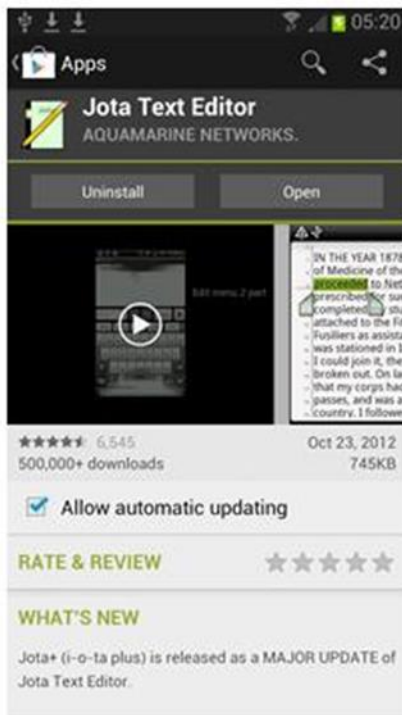 05:20
Apps
Jota Text Editor
AQUAMARINE NETWORKS.
Uninstall
Open
Edit menu 2 part
IN THE YEAR 1878
of Medicine of the
proceeded to Net
prescribed for sur
completed my stu
attached to the Fi
Fusiliers as assista
was stationed in I
I could join it, the
broken out. On la
that my corps had
passes, and was a
country. I followe
6,545
Oct 23, 2012
500,000+ downloads
745KB
Allow automatic updating
RATE & REVIEW
WHAT'S NEW
Jota+ (i-o-ta plus) is released as a MAJOR UPDATE of
Jota Text Editor.